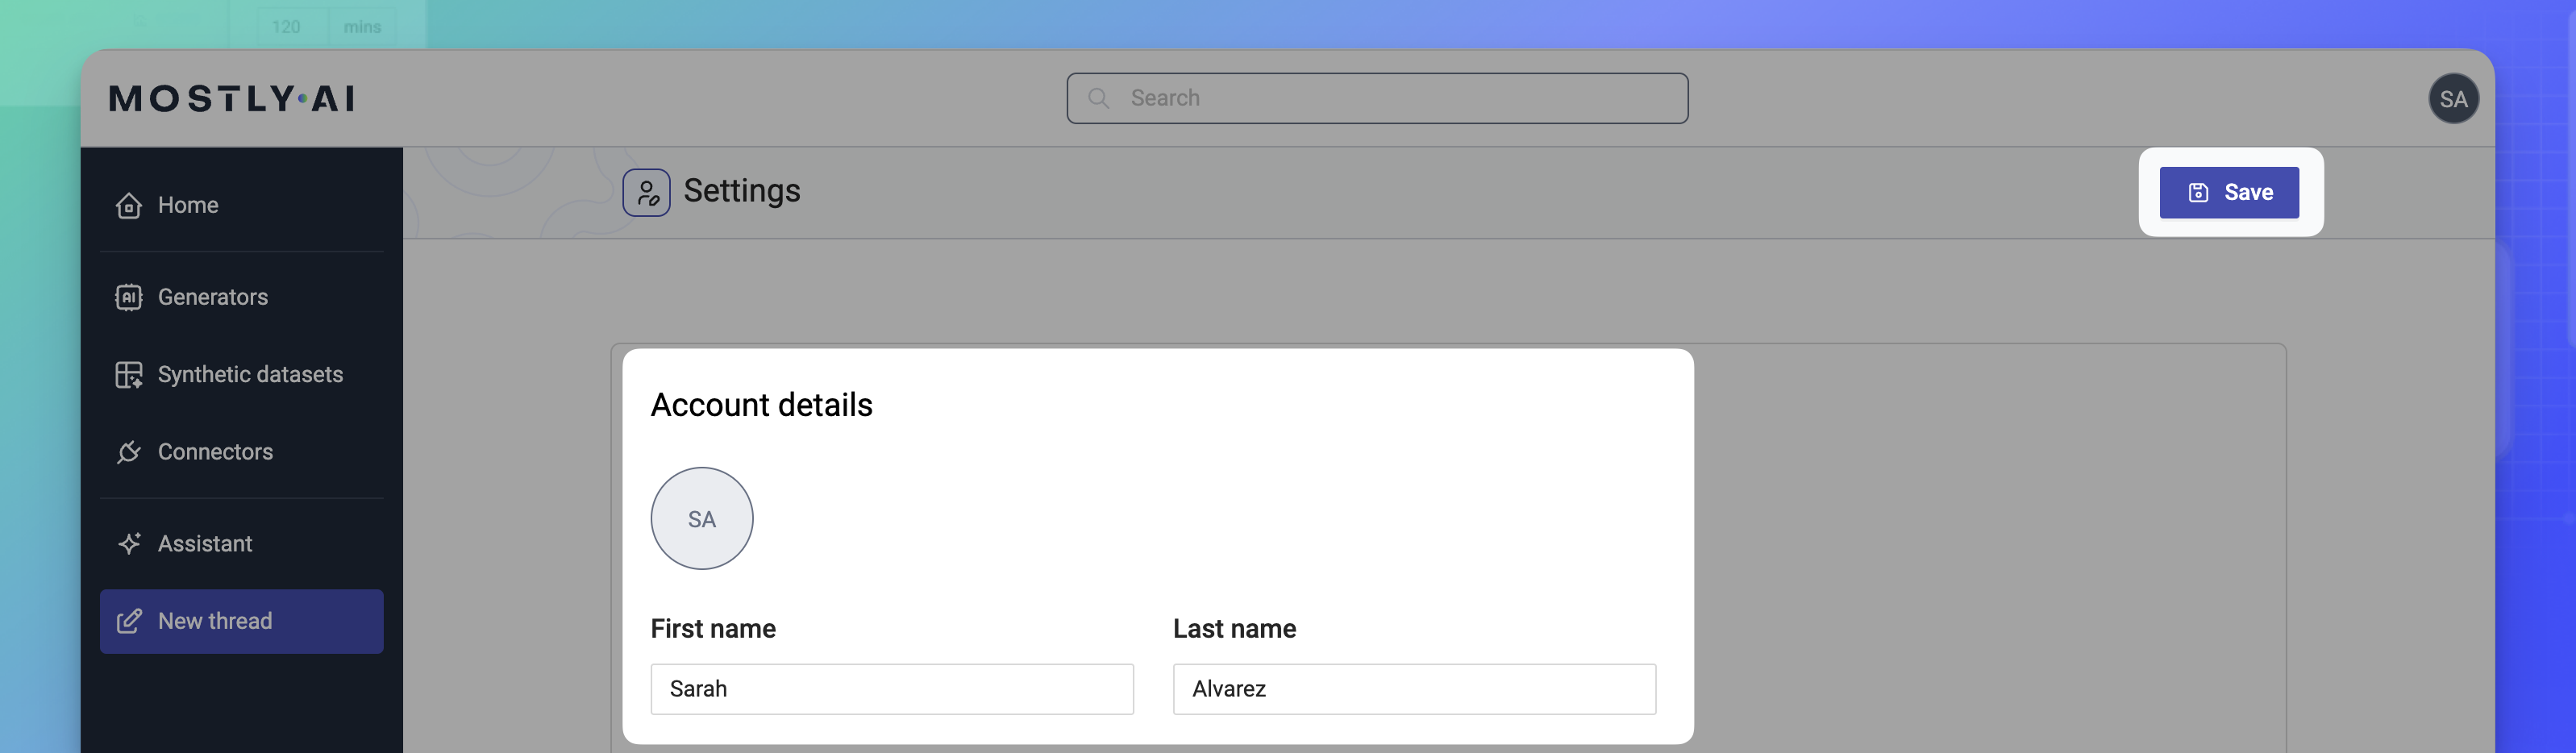 120 mins
MOSTLY·AI
Search
SA
Home
Settings
Save
Generators
Synthetic datasets
Connectors
Assistant
New thread
Account details
SA
First name
Last name
Sarah
Alvarez